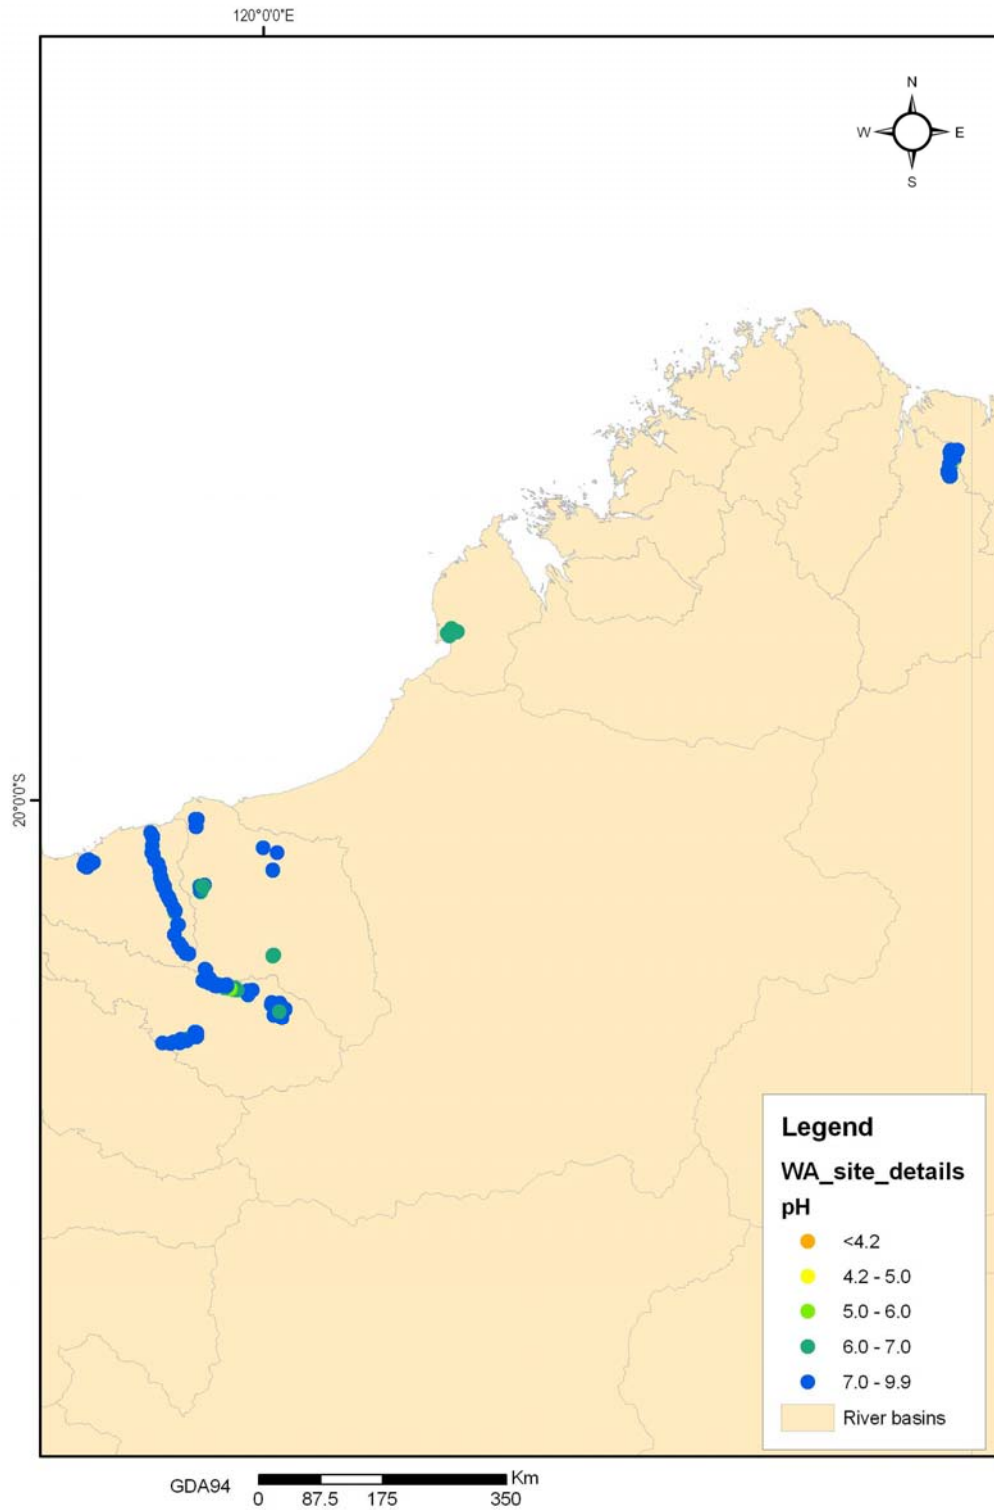 120°0'0"E
N
W E
S
20°0'0"S
Legend
WA_site_details
pH
<4.2
4.2 - 5.0
5.0 - 6.0
6.0 - 7.0
7.0 - 9.9
River basins
GDA94 Km
0 87.5 175 350